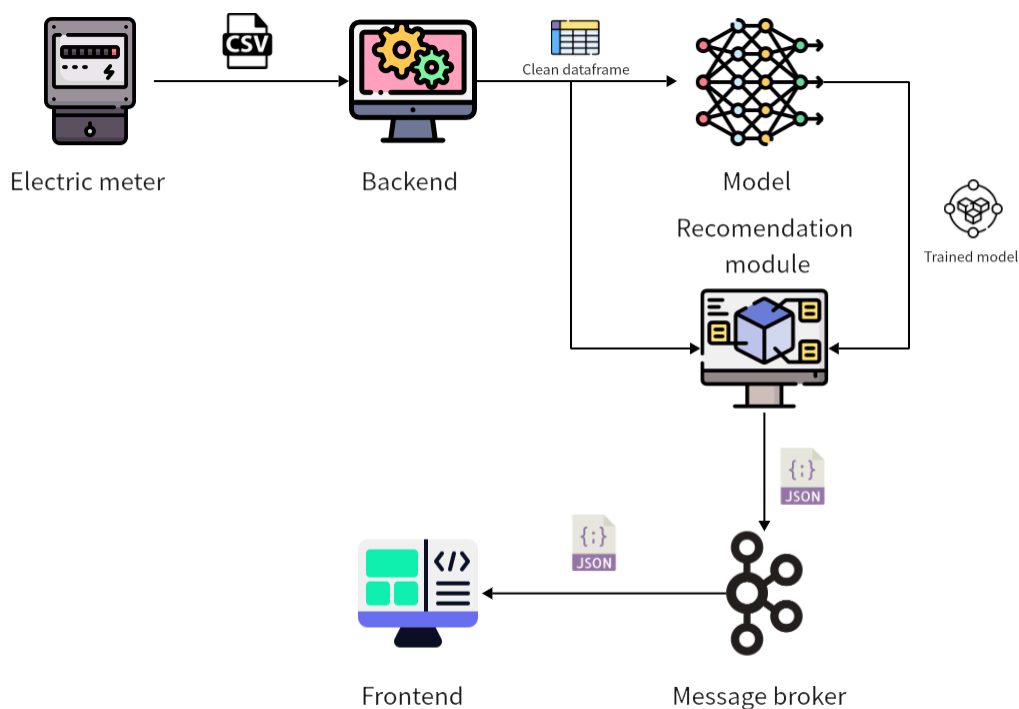 CSV
Clean dataframe
Electric meter
Backend
Model
Recomendation
module
Trained model
JSON
JSON
Frontend
Message broker